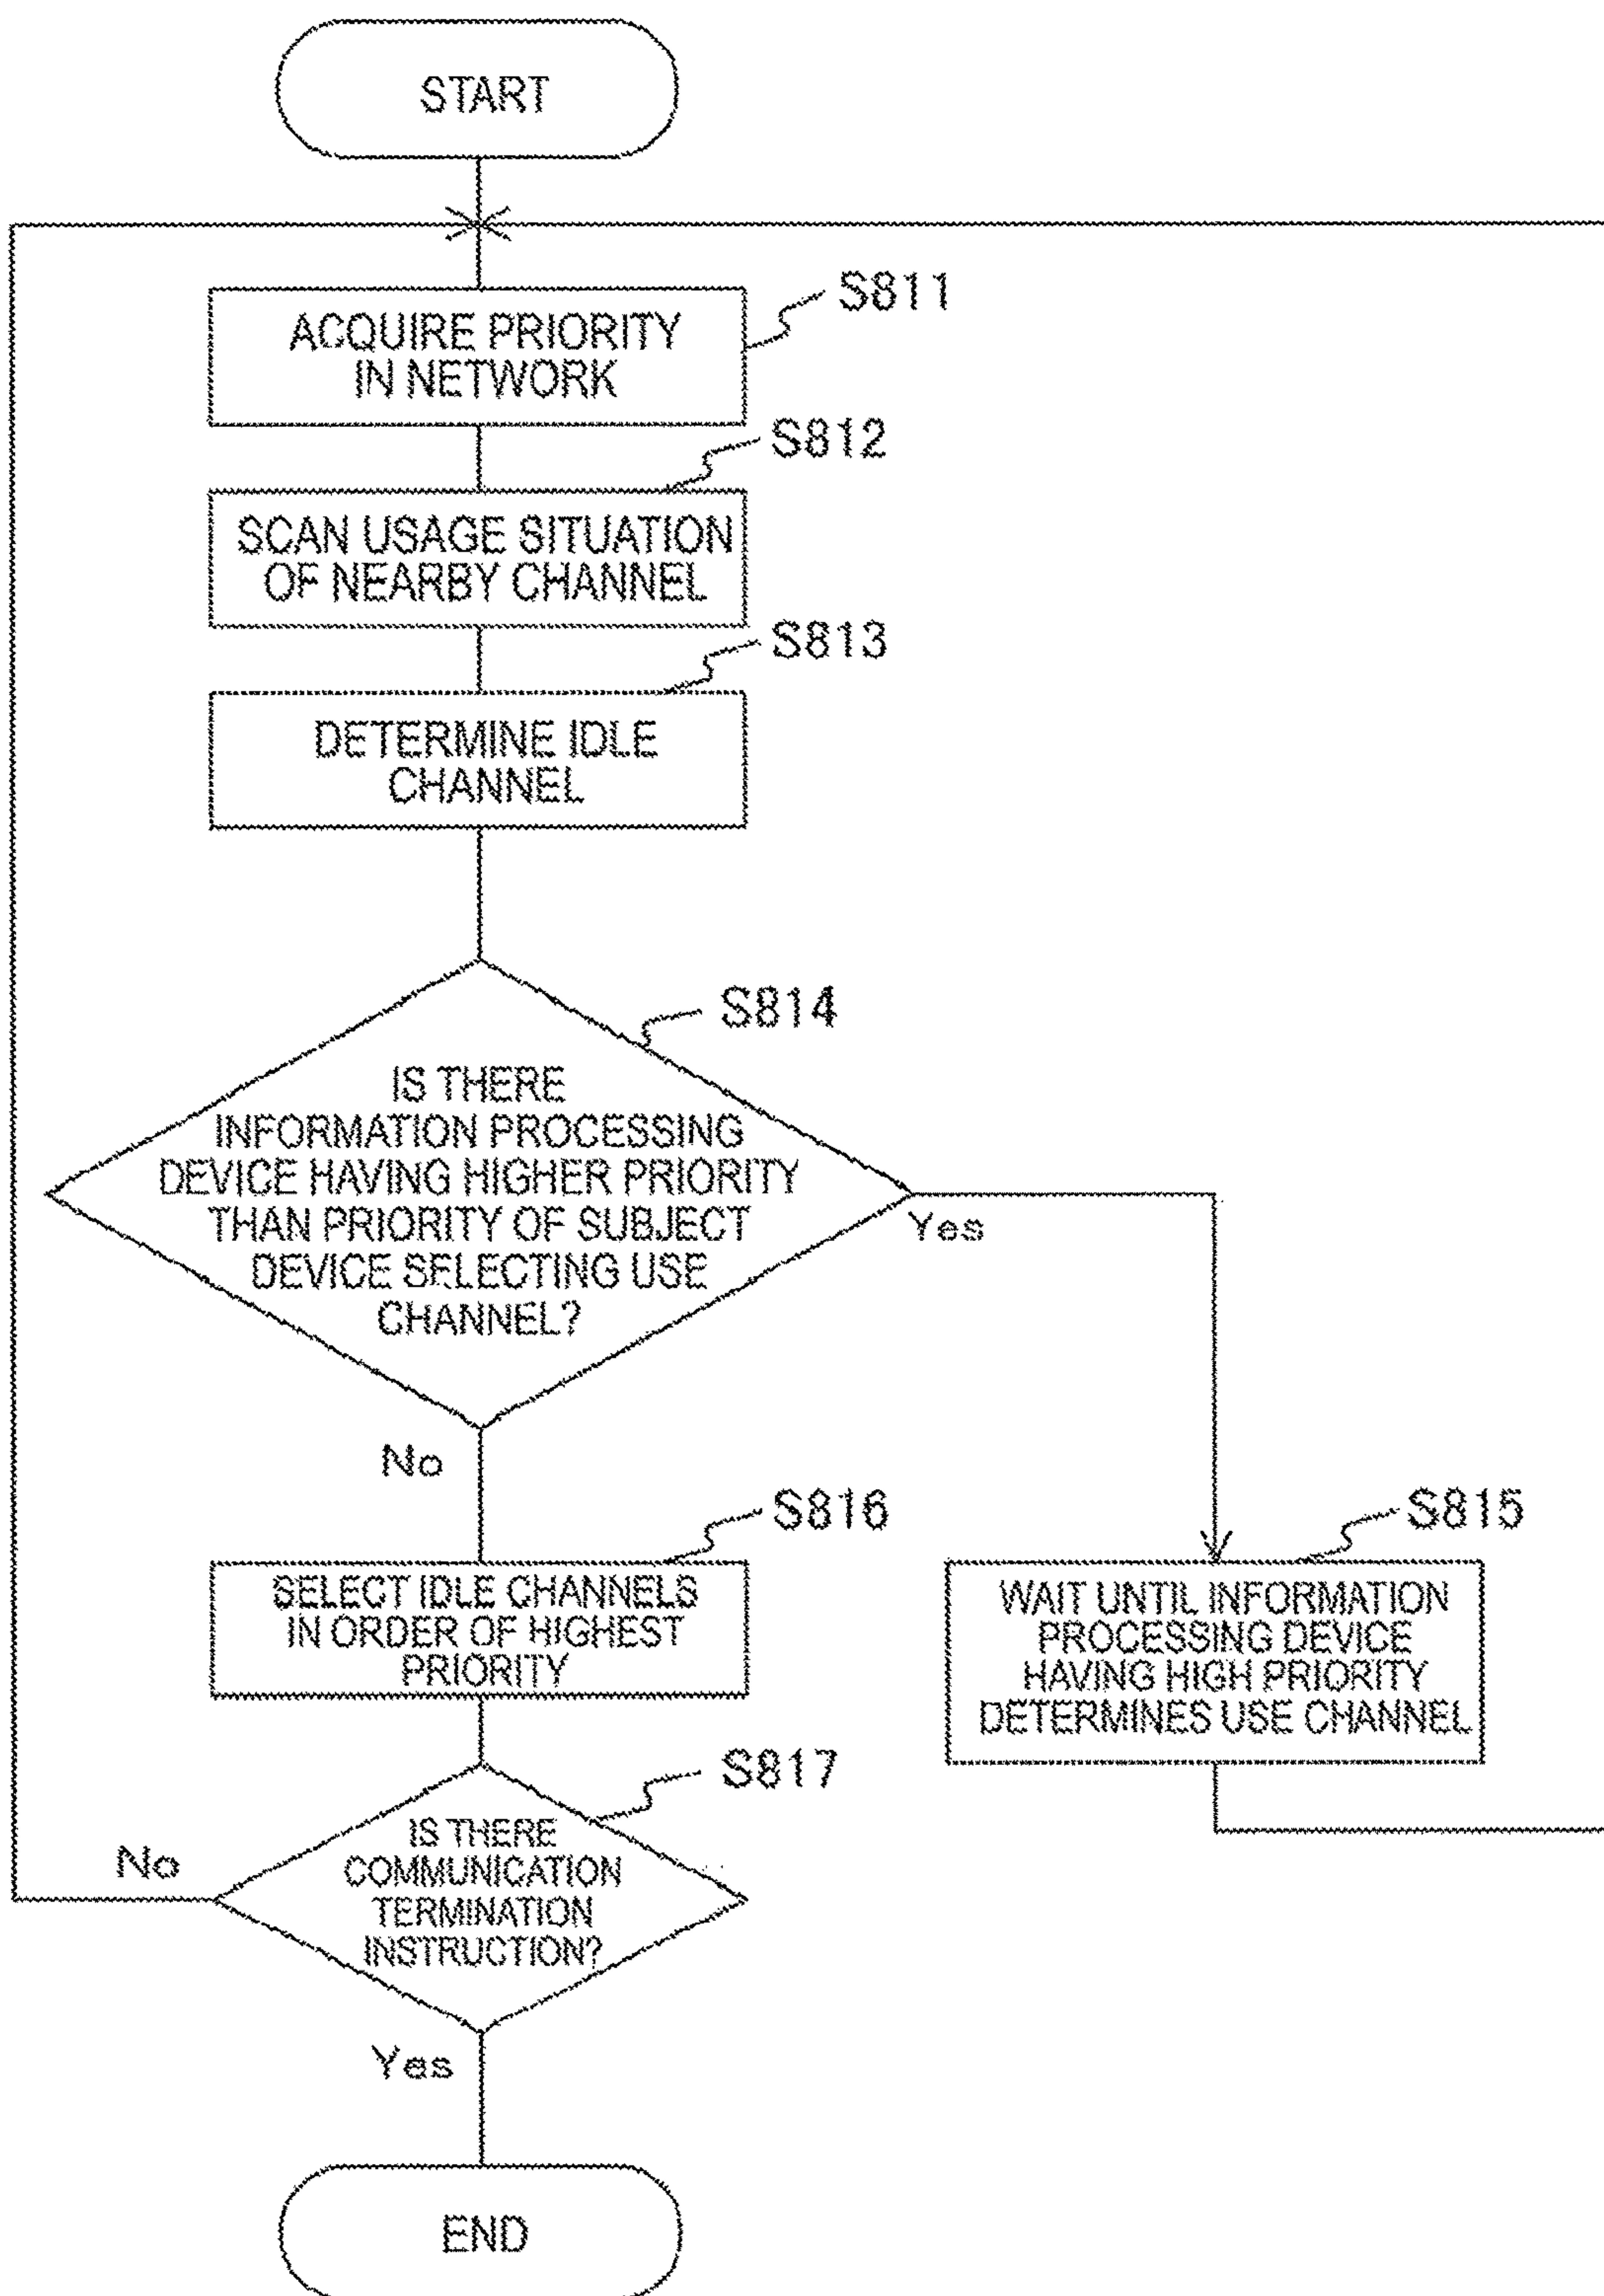 START
S811
ACQUIRE PRIORITY
IN NETWORK
S812
SCAN USAGE SITUATION
OF NEARBY CHANNEL
S813
DETERMINE IDLE
CHANNEL
S814
IS THERE
INFORMATION PROCESSING
DEVICE HAVING HIGHER PRIORITY
THAN PRIORITY OF SUBJECT
DEVICE SELECTING USE
CHANNEL?
Yes
No
S816
SELECT IDLE CHANNELS
IN ORDER OF HIGHEST
PRIORITY
S815
WAIT UNTIL INFORMATION
PROCESSING DEVICE
HAVING HIGH PRIORITY
DETERMINES USE CHANNEL
S817
IS THERE
COMMUNICATION
TERMINATION
INSTRUCTION?
No
Yes
END